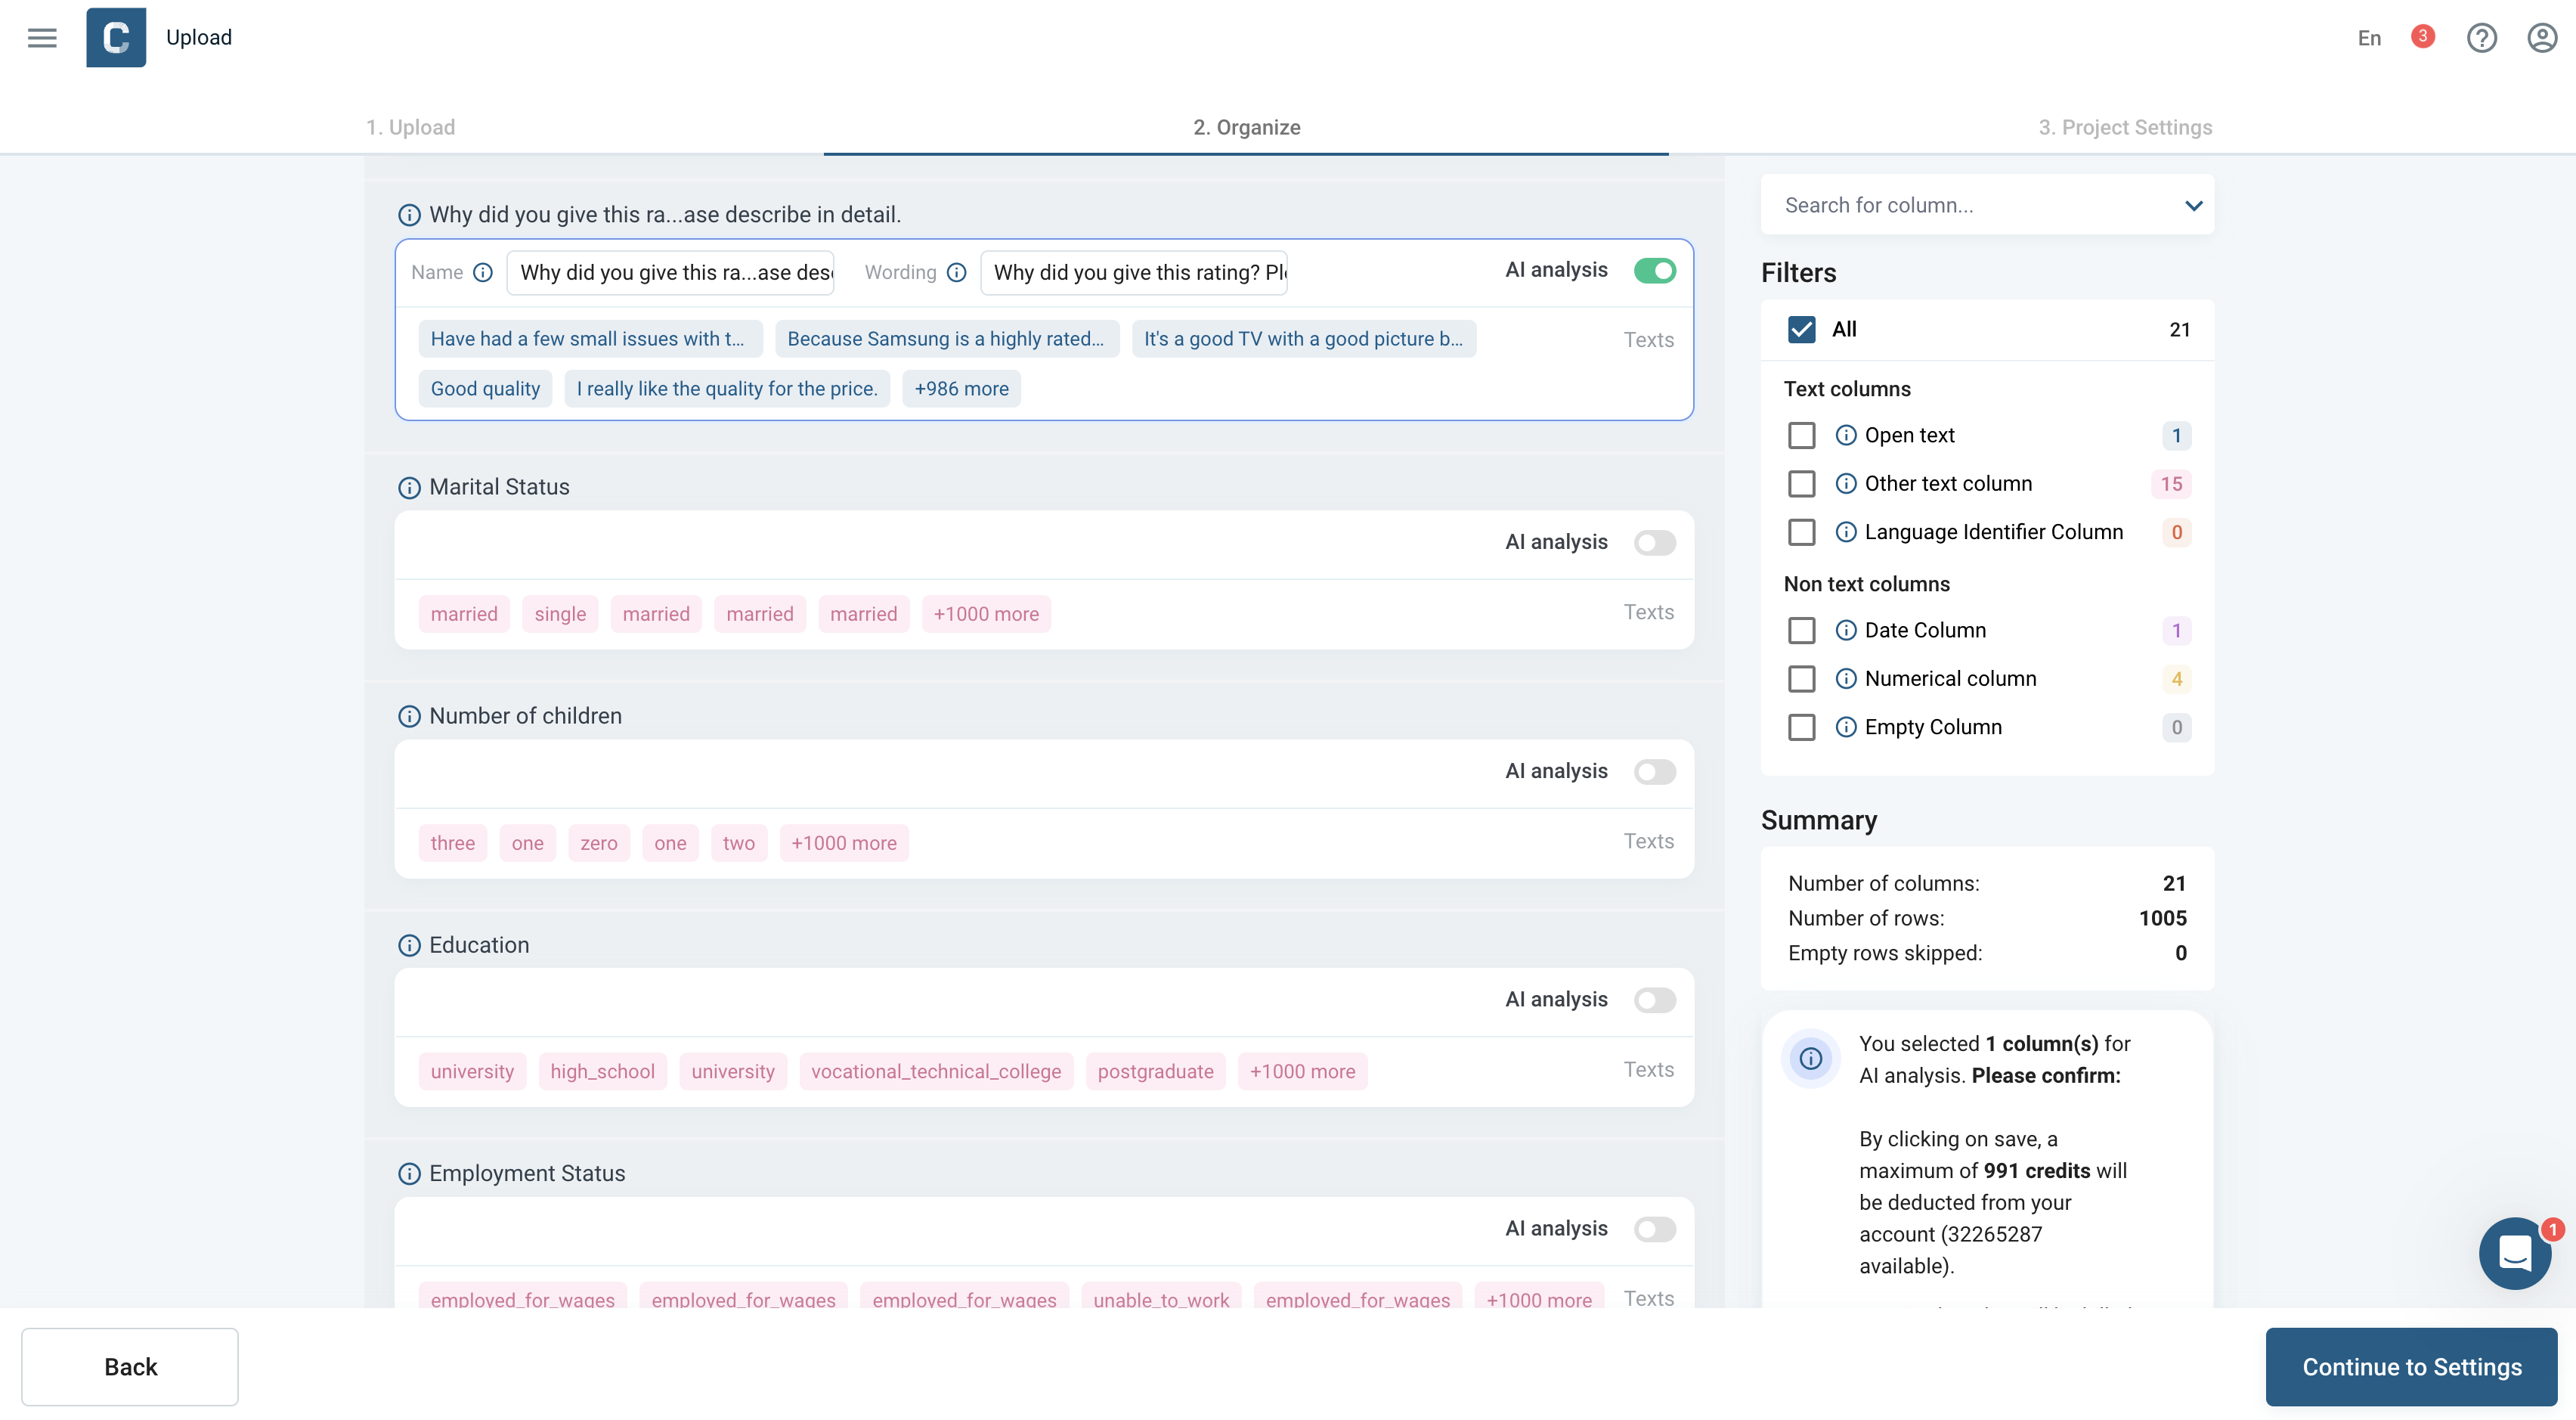 C Upload
En 3
1. Upload 2. Organize 3. Project Settings
Why did you give this ra...ase describe in detail.
Name Why did you give this ra...ase des Wording Why did you give this rating? Pl AI analysis
Have had a few small issues with t... Because Samsung is a highly rated... It's a good TV with a good picture b... Texts
Good quality I really like the quality for the price. +986 more
Marital Status
AI analysis
married single married married married +1000 more Texts
Number of children
AI analysis
three one zero one two +1000 more Texts
Education
AI analysis
university high_school university vocational_technical_college postgraduate +1000 more Texts
Employment Status
AI analysis
employed_for_wages employed_for_wages employed_for_wages unable_to_work employed_for_wages +1000 more Texts
Search for column...
Filters
All 21
Text columns
Open text 1
Other text column 15
Language Identifier Column 0
Non text columns
Date Column 1
Numerical column 4
Empty Column 0
Summary
Number of columns: 21
Number of rows: 1005
Empty rows skipped: 0
You selected 1 column(s) for
AI analysis. Please confirm:
By clicking on save, a
maximum of 991 credits will
be deducted from your
account (32265287
available).
1
Back Continue to Settings